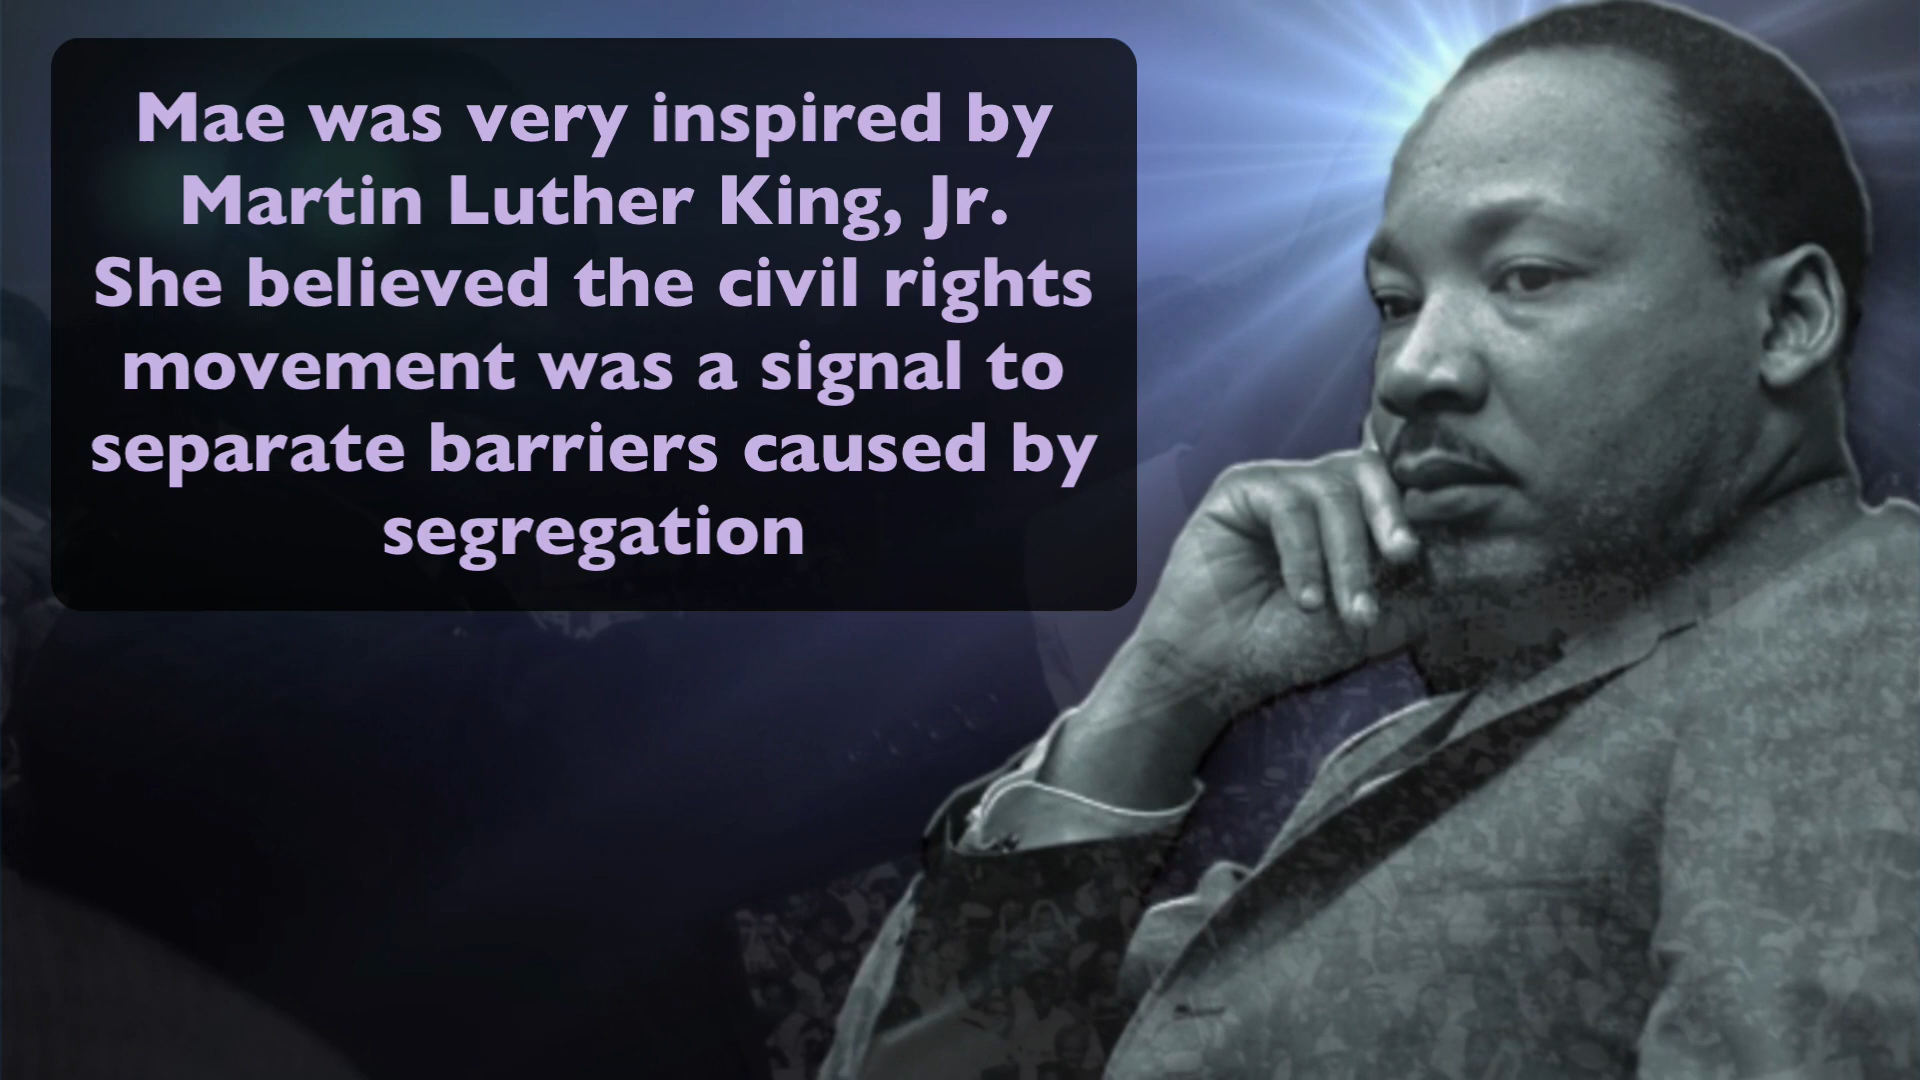 Mae was very inspired by
Martin Luther King, Jr.
She believed the civil rights
movement was a signal to
separate barriers caused by
segregation